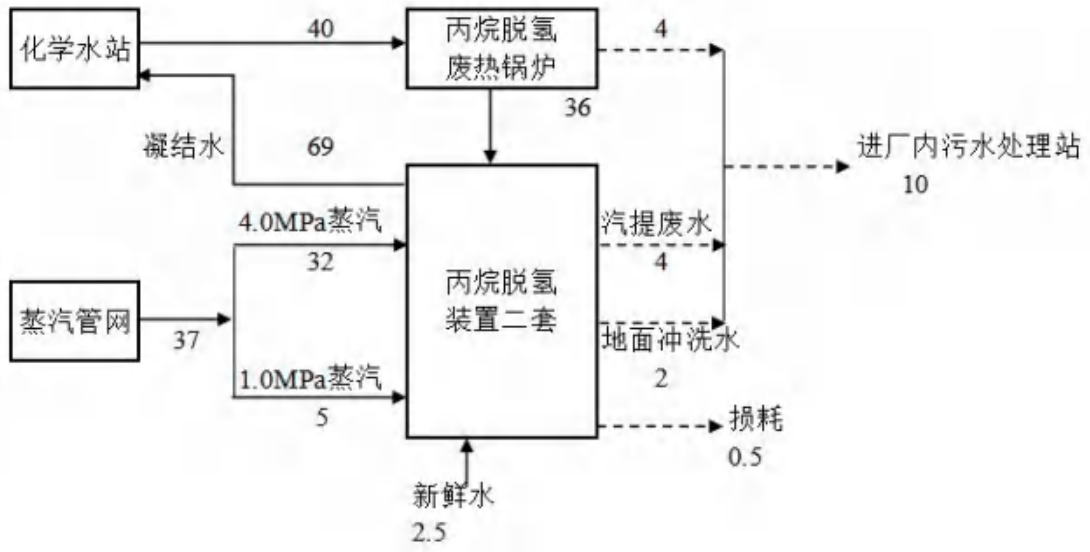 化学水站
40
丙烷脱氢
废热锅炉
4
36
凝结水
69
进厂内污水处理站
10
4.0MPa蒸汽
32
汽提废水
4
丙烷脱氢
装置二套
蒸汽管网
37
地面冲洗水
2
1.0MPa蒸汽
5
损耗
0.5
新鲜水
2.5